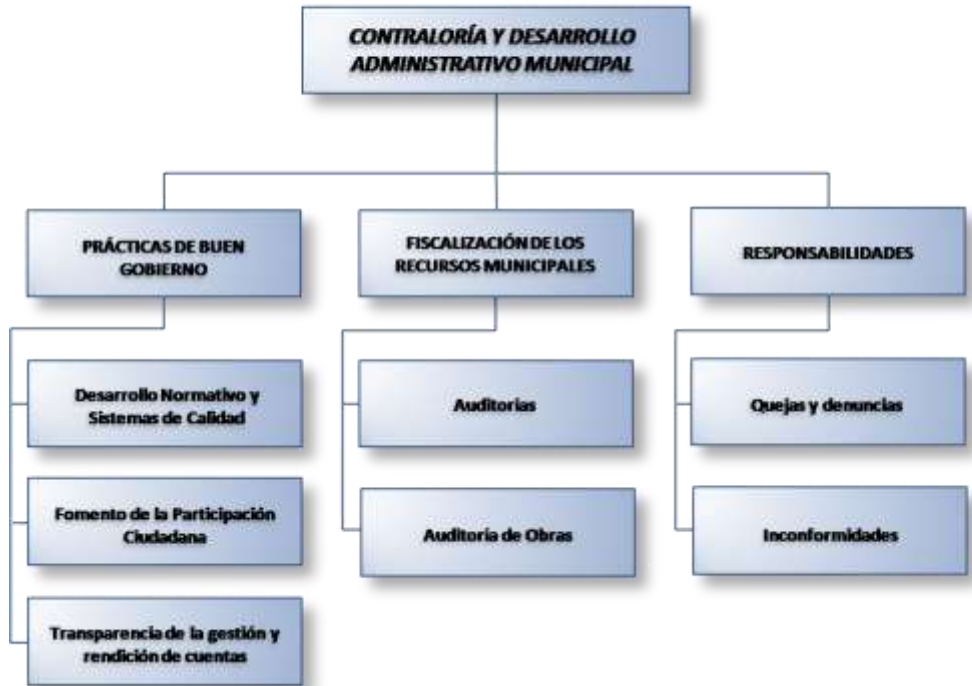 CONTRALORÍA Y DESARROLLO
ADMINISTRATIVO MUNICIPAL
PRÁCTICAS DE BUEN
GOBIERNO
FISCALIZACIÓN DE LOS
RECURSOS MUNICIPALES
RESPONSABILIDADES
Desarrollo Normativo y
Sistemas de Calidad
Fomento de la Participación
Ciudadana
Transparencia de la gestión y
rendición de cuentas
Auditorias
Auditoría de Obras
Quejas y denuncias
Inconformidades